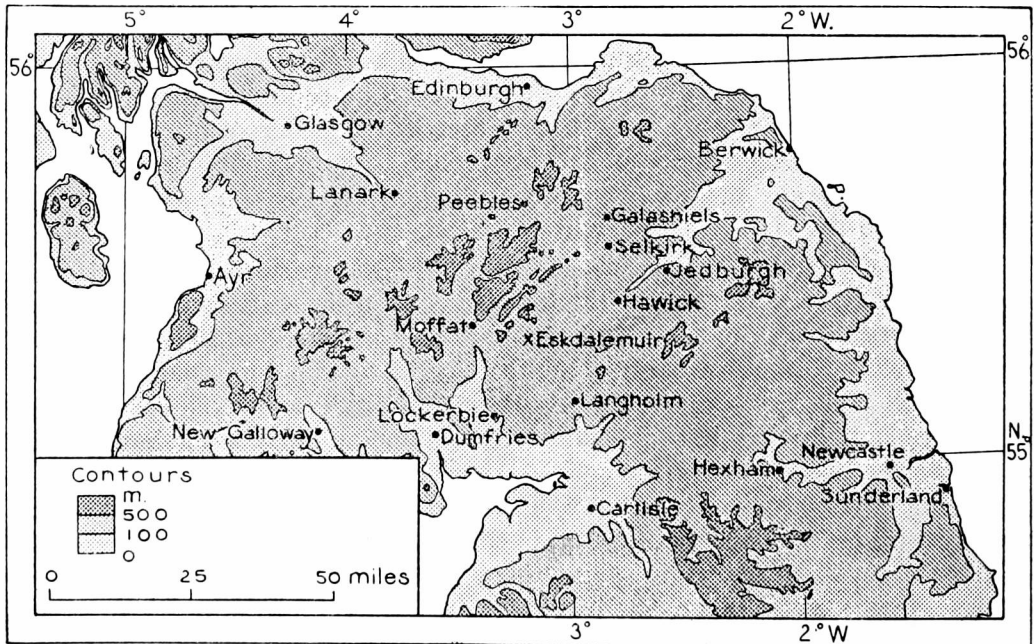 5° 4° 3° 2° W.
56° 56°
Edinburgh
Glasgow
Berwick
Lanark
Peebles
Galashiels
Selkirk
Jedburgh
Ayr
Hawick
Moffat
Eskdalemuir
Langholm
Lockerbie
New Galloway
Dumfries
N.
55
Newcastle
Hexham
Sunderland
Carlisle
Contours
m.
500
100
0
0 25 50 miles
3° 2° W